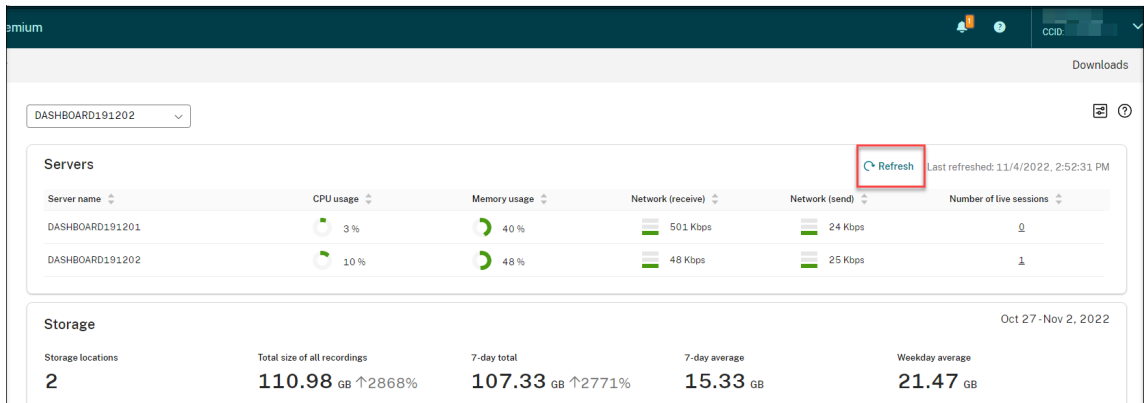 emium
1
?
CCID:
Downloads
DASHBOARD191202
?
Servers
Refresh
Last refreshed: 11/4/2022, 2:52:31 PM
Server name CPU usage Memory usage Network (receive) Network (send) Number of live sessions
DASHBOARD191201 3 % 40 % 501 Kbps 24 Kbps 0
DASHBOARD191202 10 % 48 % 48 Kbps 25 Kbps 1
Storage
Oct 27 - Nov 2, 2022
Storage locations Total size of all recordings 7-day total 7-day average Weekday average
2 110.98 GB ↑2868% 107.33 GB ↑2771% 15.33 GB 21.47 GB